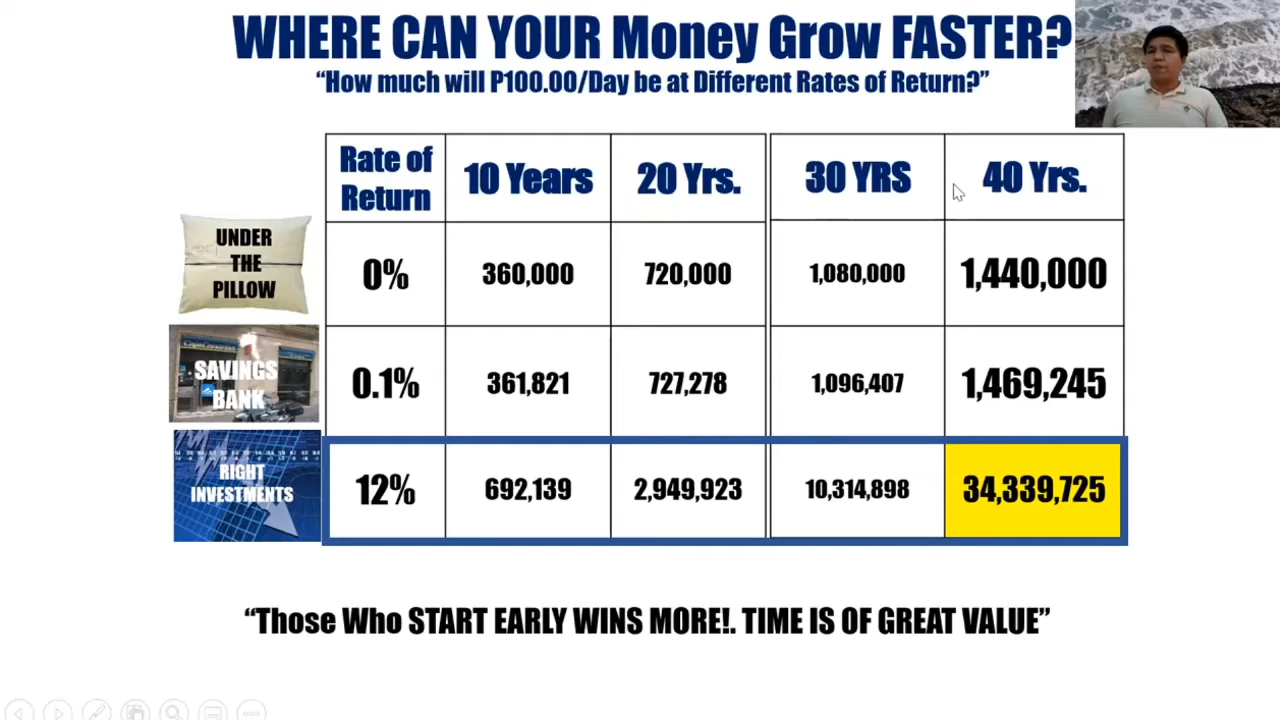 WHERE CAN YOUR Money Grow FASTER?
“How much will P100.00/Day be at Different Rates of Return?”
Rate of Return 10 Years 20 Yrs. 30 YRS 40 Yrs.
UNDER
THE
PILLOW
0% 360,000 720,000 1,080,000 1,440,000
SAVINGS
BANK
0.1% 361,821 727,278 1,096,407 1,469,245
RIGHT
INVESTMENTS
12% 692,139 2,949,923 10,314,898 34,339,725
“Those Who START EARLY WINS MORE!. TIME IS OF GREAT VALUE”